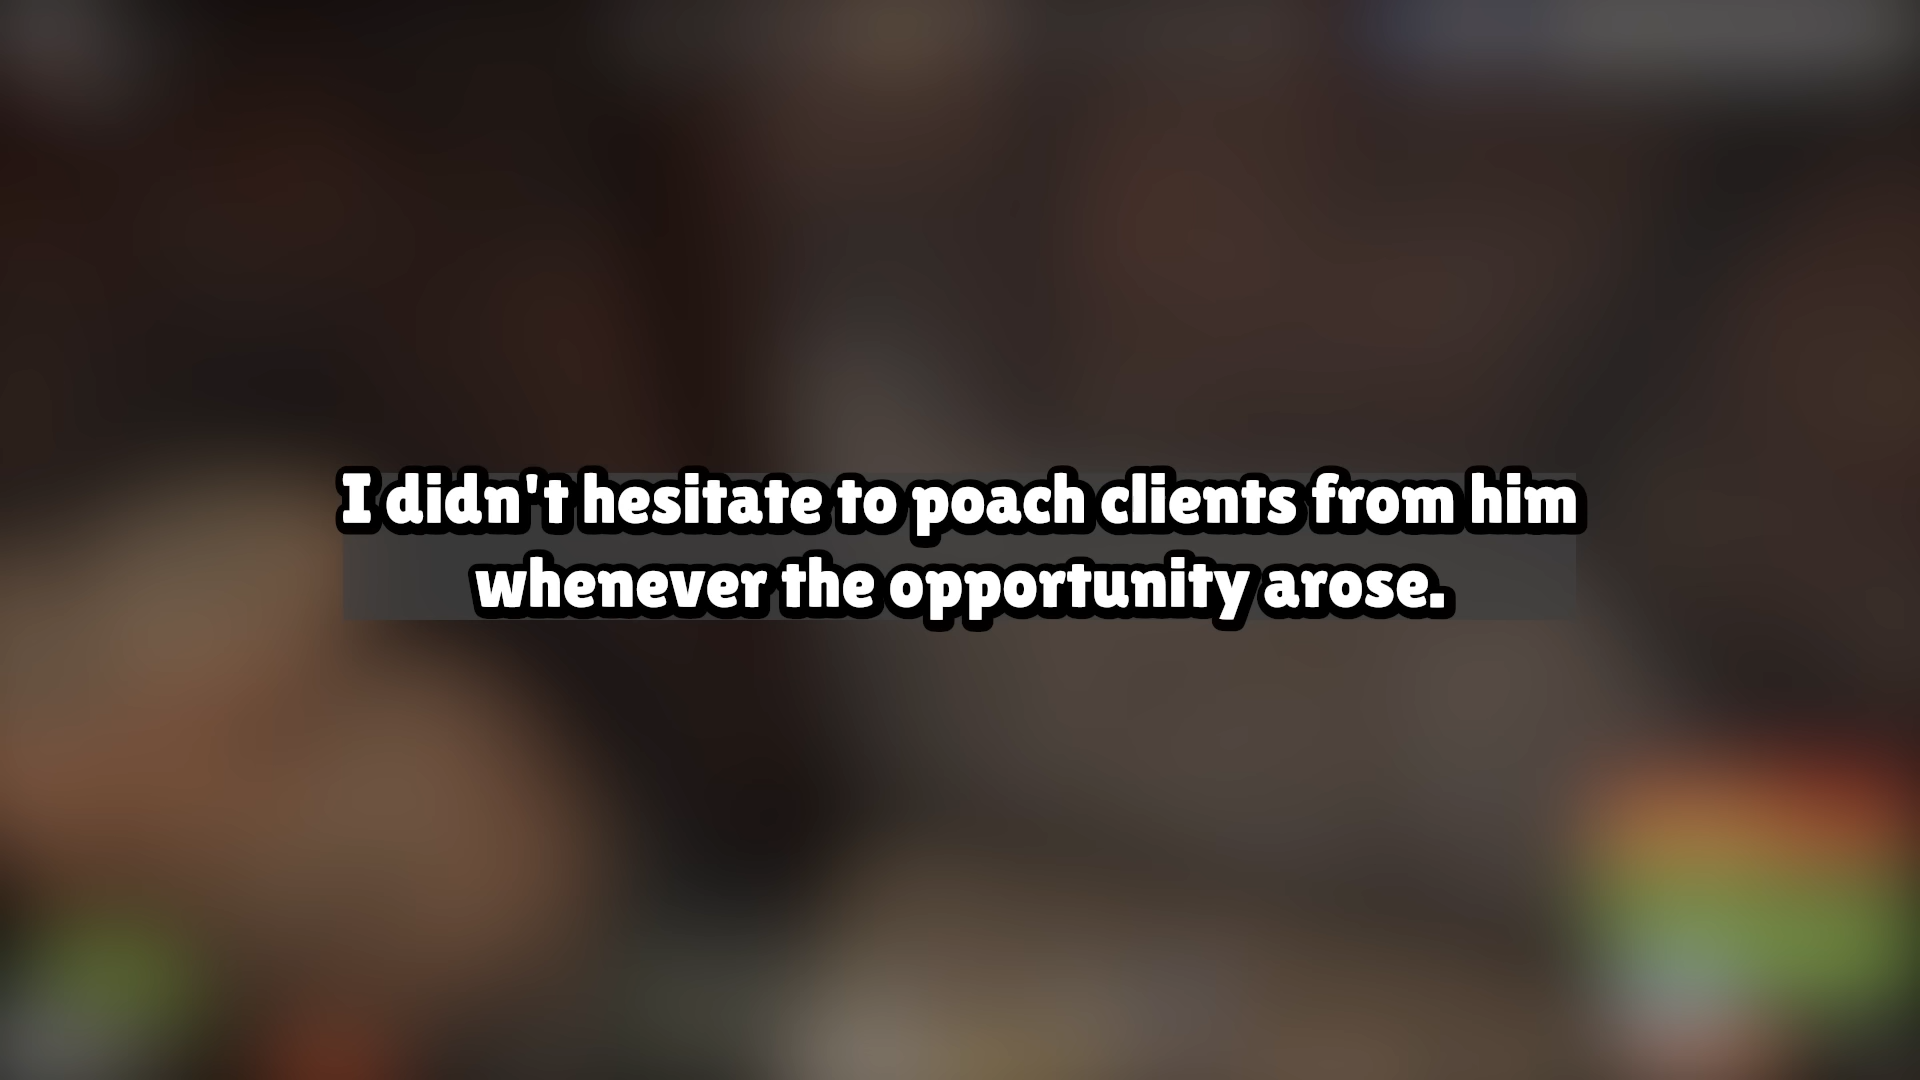 I didn't hesitate to poach clients from him
whenever the opportunity arose.